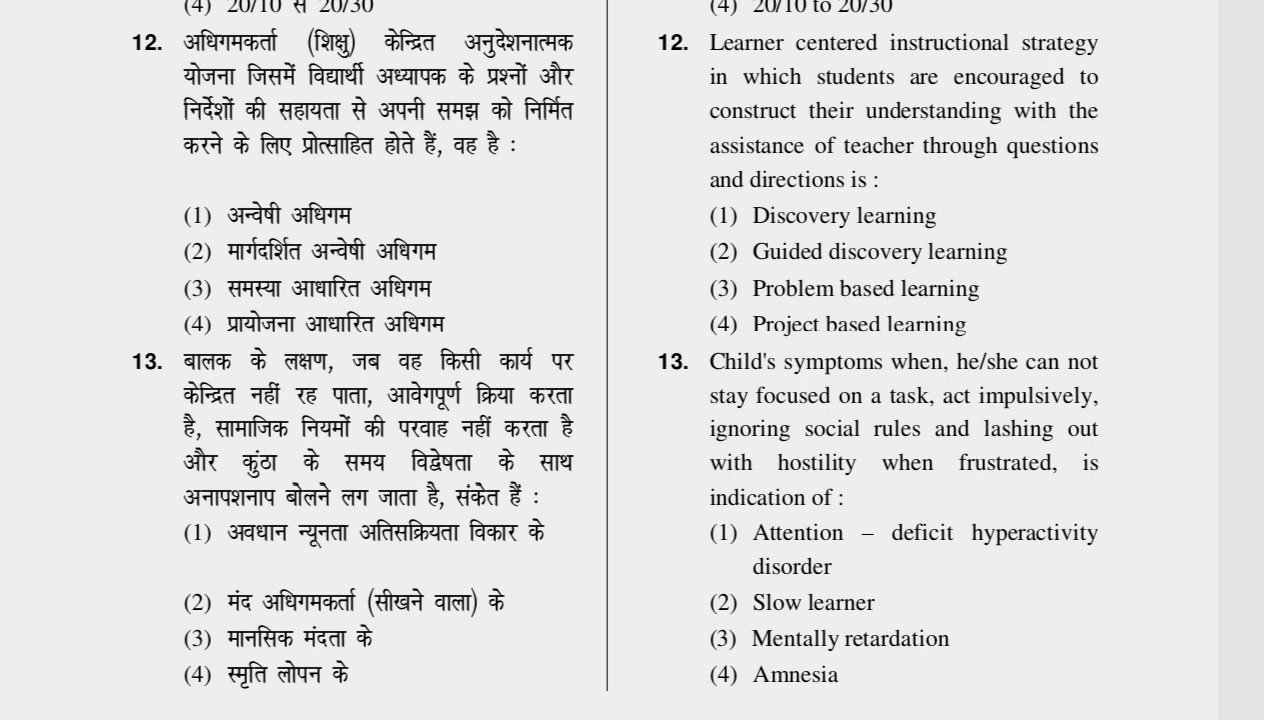 (4) 20/10 से 20/30
12. अधिगमकर्ता (शिक्षु) केन्द्रित अनुदेशनात्मक
योजना जिसमें विद्यार्थी अध्यापक के प्रश्नों और
निर्देशों की सहायता से अपनी समझ को निर्मित
करने के लिए प्रोत्साहित होते हैं, वह है :
(1) अन्वेषी अधिगम
(2) मार्गदर्शित अन्वेषी अधिगम
(3) समस्या आधारित अधिगम
(4) प्रायोजना आधारित अधिगम
13. बालक के लक्षण, जब वह किसी कार्य पर
केन्द्रित नहीं रह पाता, आवेगपूर्ण क्रिया करता
है, सामाजिक नियमों की परवाह नहीं करता है
और कुंठा के समय विद्वेषता के साथ
अनापशनाप बोलने लग जाता है, संकेत हैं :
(1) अवधान न्यूनता अतिसक्रियता विकार के
(2) मंद अधिगमकर्ता (सीखने वाला) के
(3) मानसिक मंदता के
(4) स्मृति लोपन के
(4) 20/10 to 20/30
12. Learner centered instructional strategy
in which students are encouraged to
construct their understanding with the
assistance of teacher through questions
and directions is :
(1) Discovery learning
(2) Guided discovery learning
(3) Problem based learning
(4) Project based learning
13. Child's symptoms when, he/she can not
stay focused on a task, act impulsively,
ignoring social rules and lashing out
with hostility when frustrated, is
indication of :
(1) Attention – deficit hyperactivity
disorder
(2) Slow learner
(3) Mentally retardation
(4) Amnesia